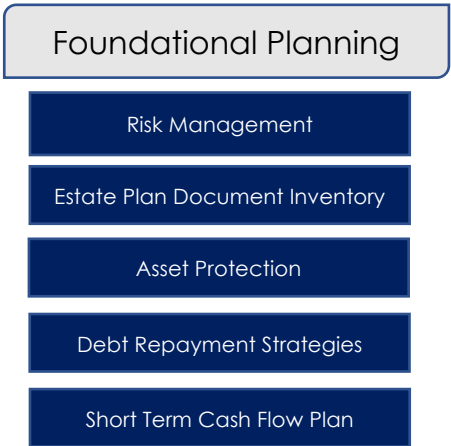 Foundational Planning
Risk Management
Estate Plan Document Inventory
Asset Protection
Debt Repayment Strategies
Short Term Cash Flow Plan